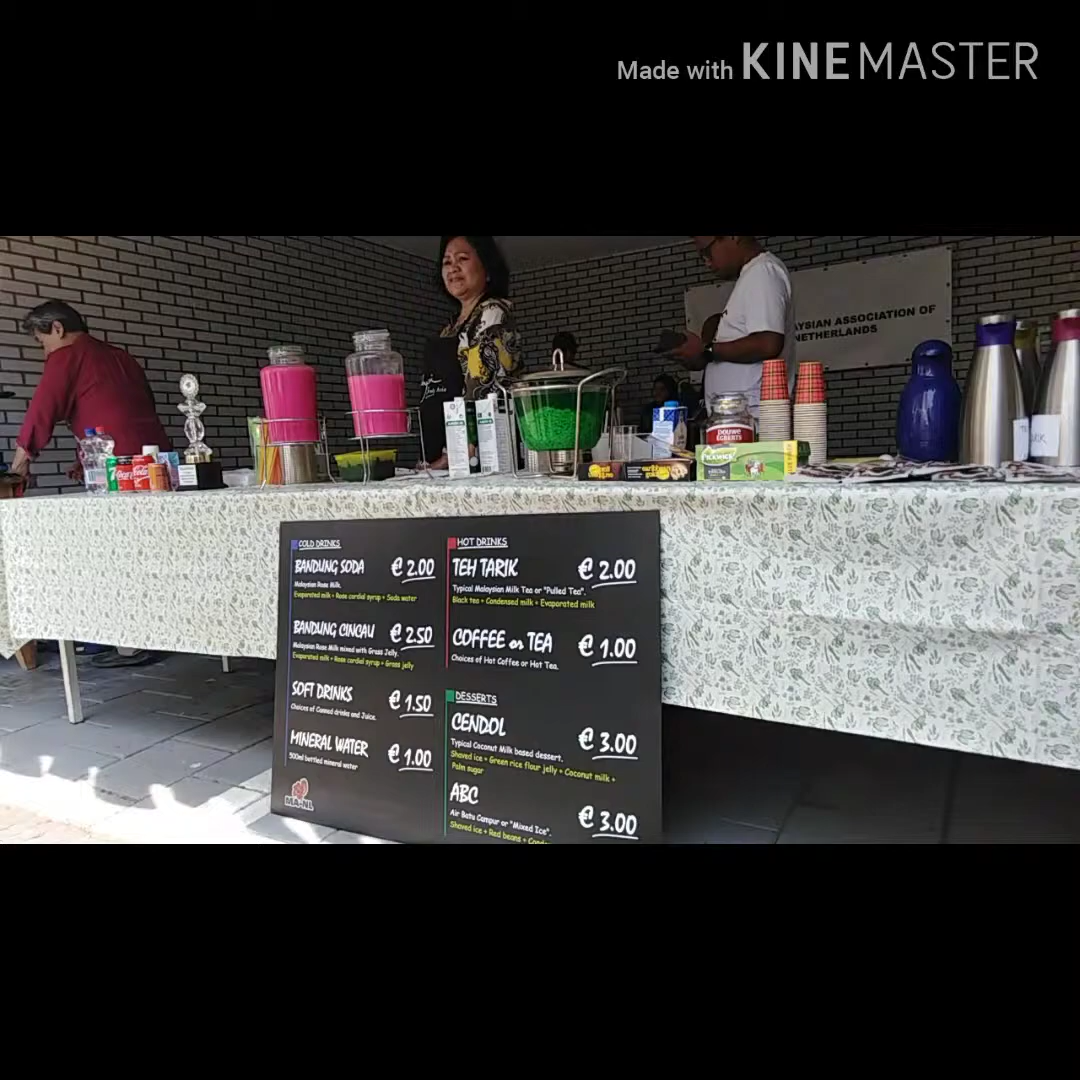 Made with KINEMASTER
AYSIAN ASSOCIATION OF
NETHERLANDS
DOUWE
EGBERTS
PICKWICK
Coca-Cola
COLD DRINKS
BANDUNG SODA € 2.00
Malaysian Rose Milk.
Evaporated milk + Rose cordial syrup + Soda water
BANDUNG CINCAU € 2.50
Malaysian Rose Milk mixed with Grass Jelly.
Evaporated milk + Rose cordial syrup + Grass jelly
SOFT DRINKS € 1.50
Choices of Canned drinks and Juice.
MINERAL WATER € 1.00
500ml bottled mineral water
MA-NL
HOT DRINKS
TEH TARIK € 2.00
Typical Malaysian Milk Tea or "Pulled Tea".
Black tea + Condensed milk + Evaporated milk
COFFEE or TEA € 1.00
Choices of Hot Coffee or Hot Tea.
DESSERTS
CENDOL € 3.00
Typical Coconut Milk based dessert.
Shaved ice + Green rice flour jelly + Coconut milk +
Palm sugar
ABC € 3.00
Air Batu Campur or "Mixed Ice".
Shaved ice + Red beans +